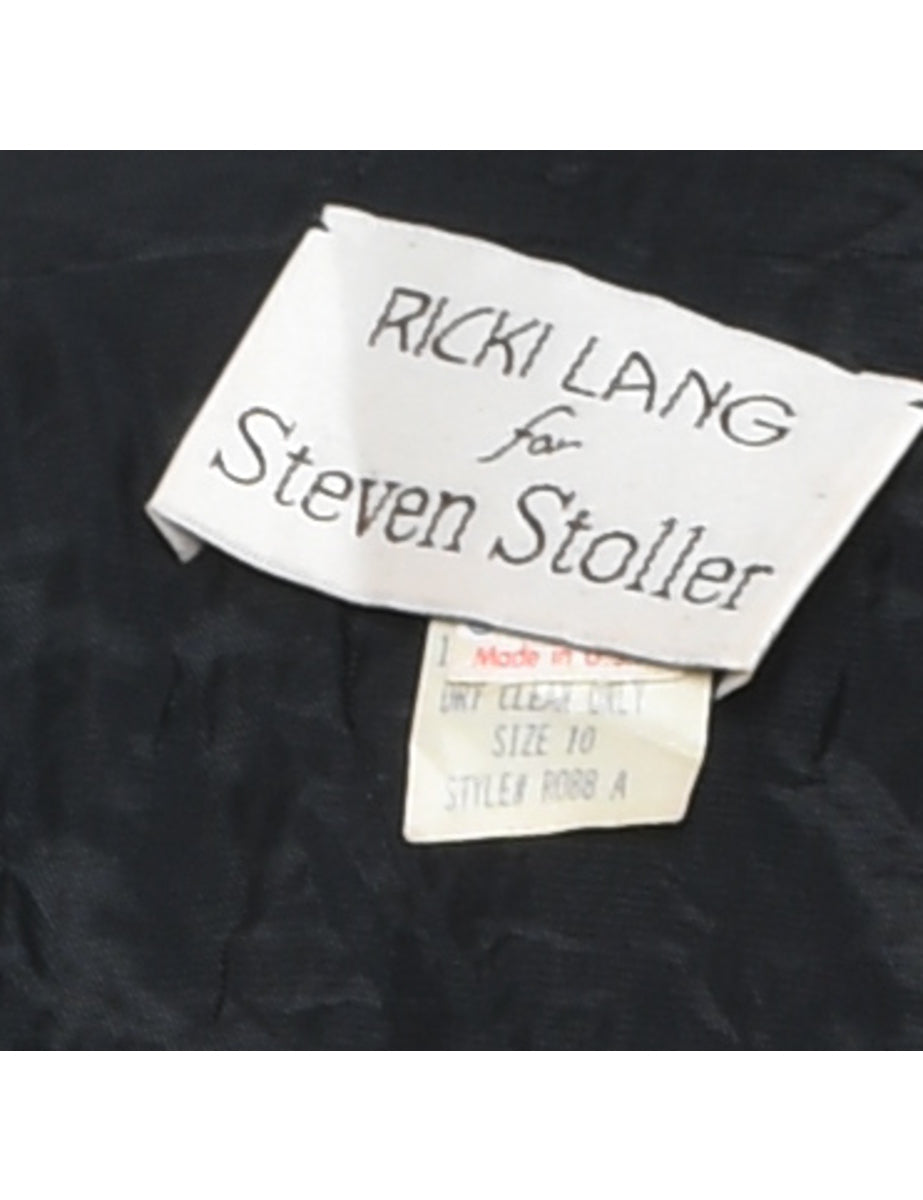 RICKI LANG
for
Steven Stoller
Made in U.S.
DRY CLEAN ONLY
SIZE 10
STYLE# R088 A